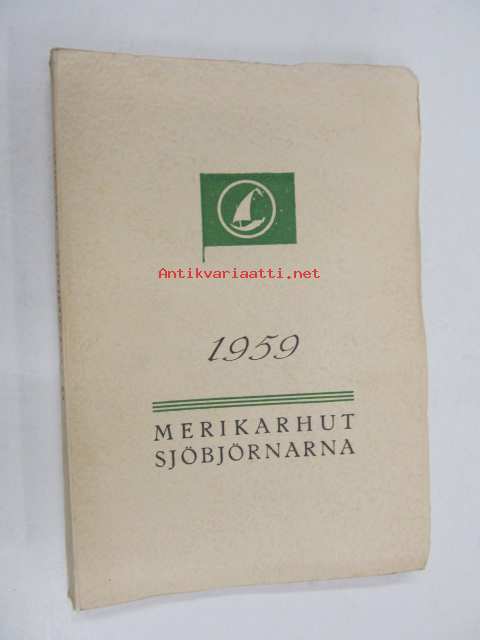 Antikvariaatti.net
1959
MERIKARHUT
SJÖBJÖRNARNA